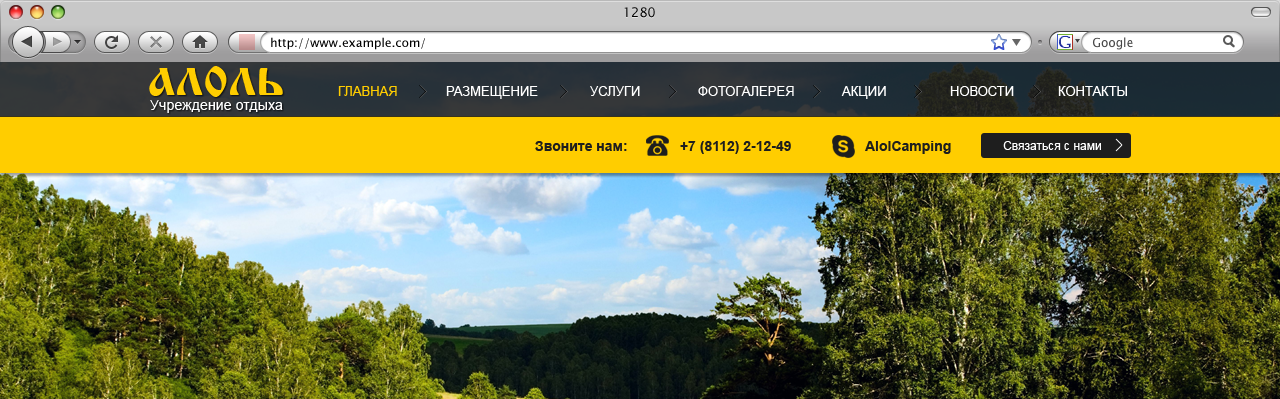 1280
http://www.example.com/
G Google
АЛОЛЬ
Учреждение отдыха
ГЛАВНАЯ РАЗМЕЩЕНИЕ УСЛУГИ ФОТОГАЛЕРЕЯ АКЦИИ НОВОСТИ КОНТАКТЫ
Звоните нам: +7 (8112) 2-12-49 AlolCamping Связаться с нами